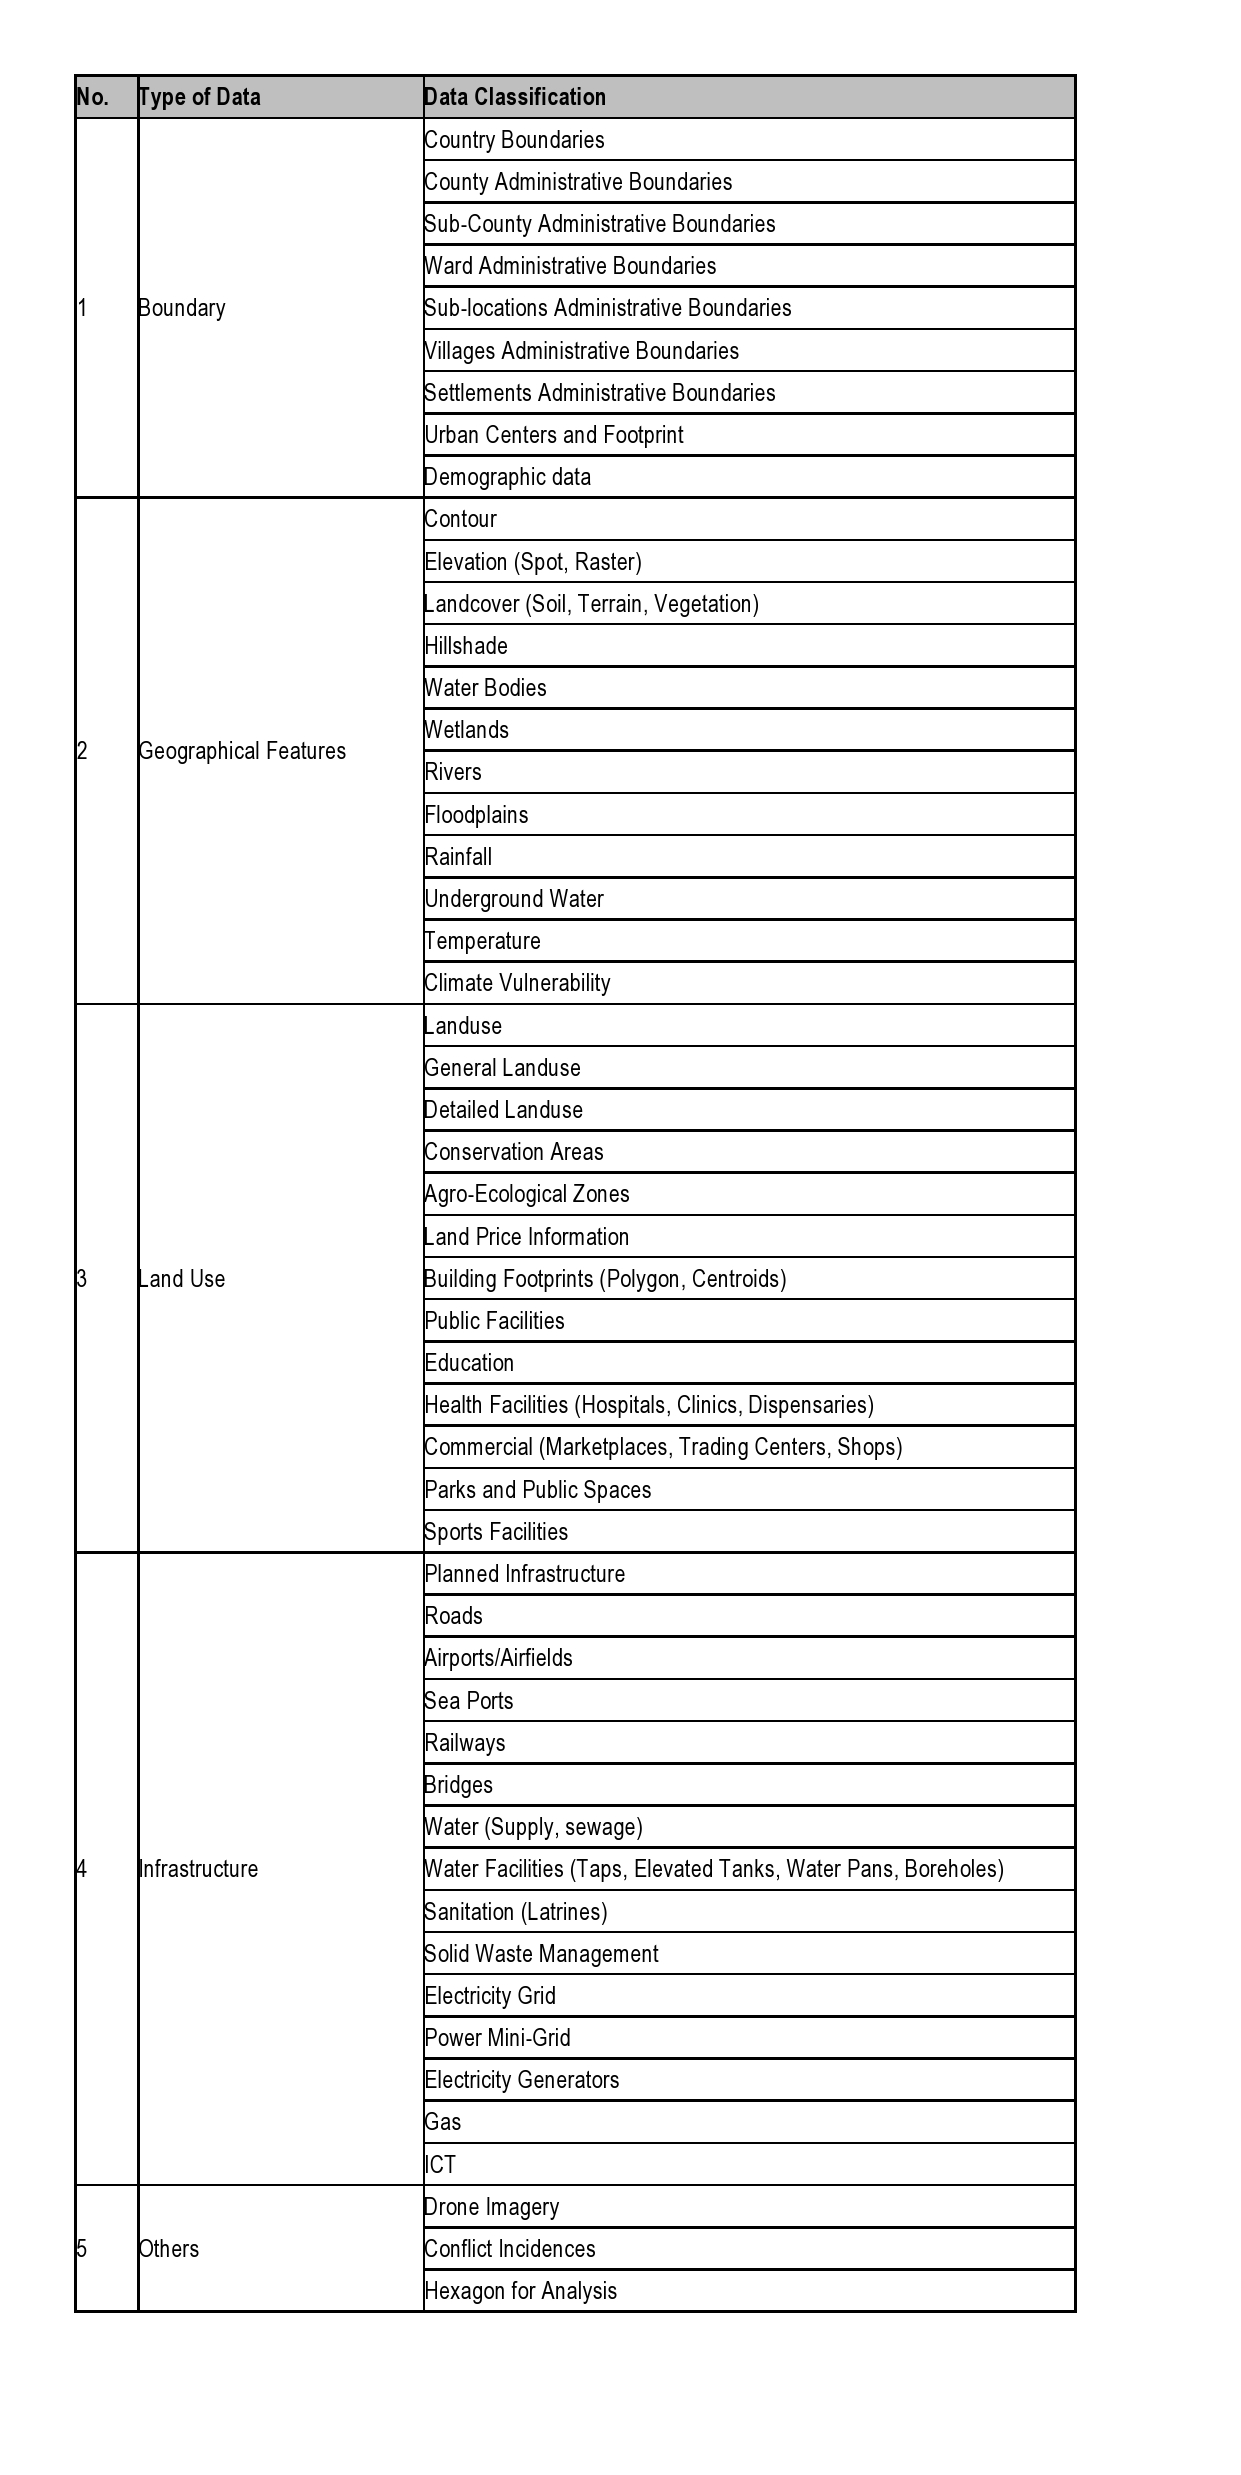 No. Type of Data Data Classification
Country Boundaries
County Administrative Boundaries
Sub-County Administrative Boundaries
Ward Administrative Boundaries
1 Boundary Sub-locations Administrative Boundaries
Villages Administrative Boundaries
Settlements Administrative Boundaries
Urban Centers and Footprint
Demographic data
Contour
Elevation (Spot, Raster)
Landcover (Soil, Terrain, Vegetation)
Hillshade
Water Bodies
Wetlands
2 Geographical Features
Rivers
Floodplains
Rainfall
Underground Water
Temperature
Climate Vulnerability
Landuse
General Landuse
Detailed Landuse
Conservation Areas
Agro-Ecological Zones
Land Price Information
3 Land Use Building Footprints (Polygon, Centroids)
Public Facilities
Education
Health Facilities (Hospitals, Clinics, Dispensaries)
Commercial (Marketplaces, Trading Centers, Shops)
Parks and Public Spaces
Sports Facilities
Planned Infrastructure
Roads
Airports/Airfields
Sea Ports
Railways
Bridges
Water (Supply, sewage)
4 Infrastructure Water Facilities (Taps, Elevated Tanks, Water Pans, Boreholes)
Sanitation (Latrines)
Solid Waste Management
Electricity Grid
Power Mini-Grid
Electricity Generators
Gas
ICT
Drone Imagery
5 Others Conflict Incidences
Hexagon for Analysis